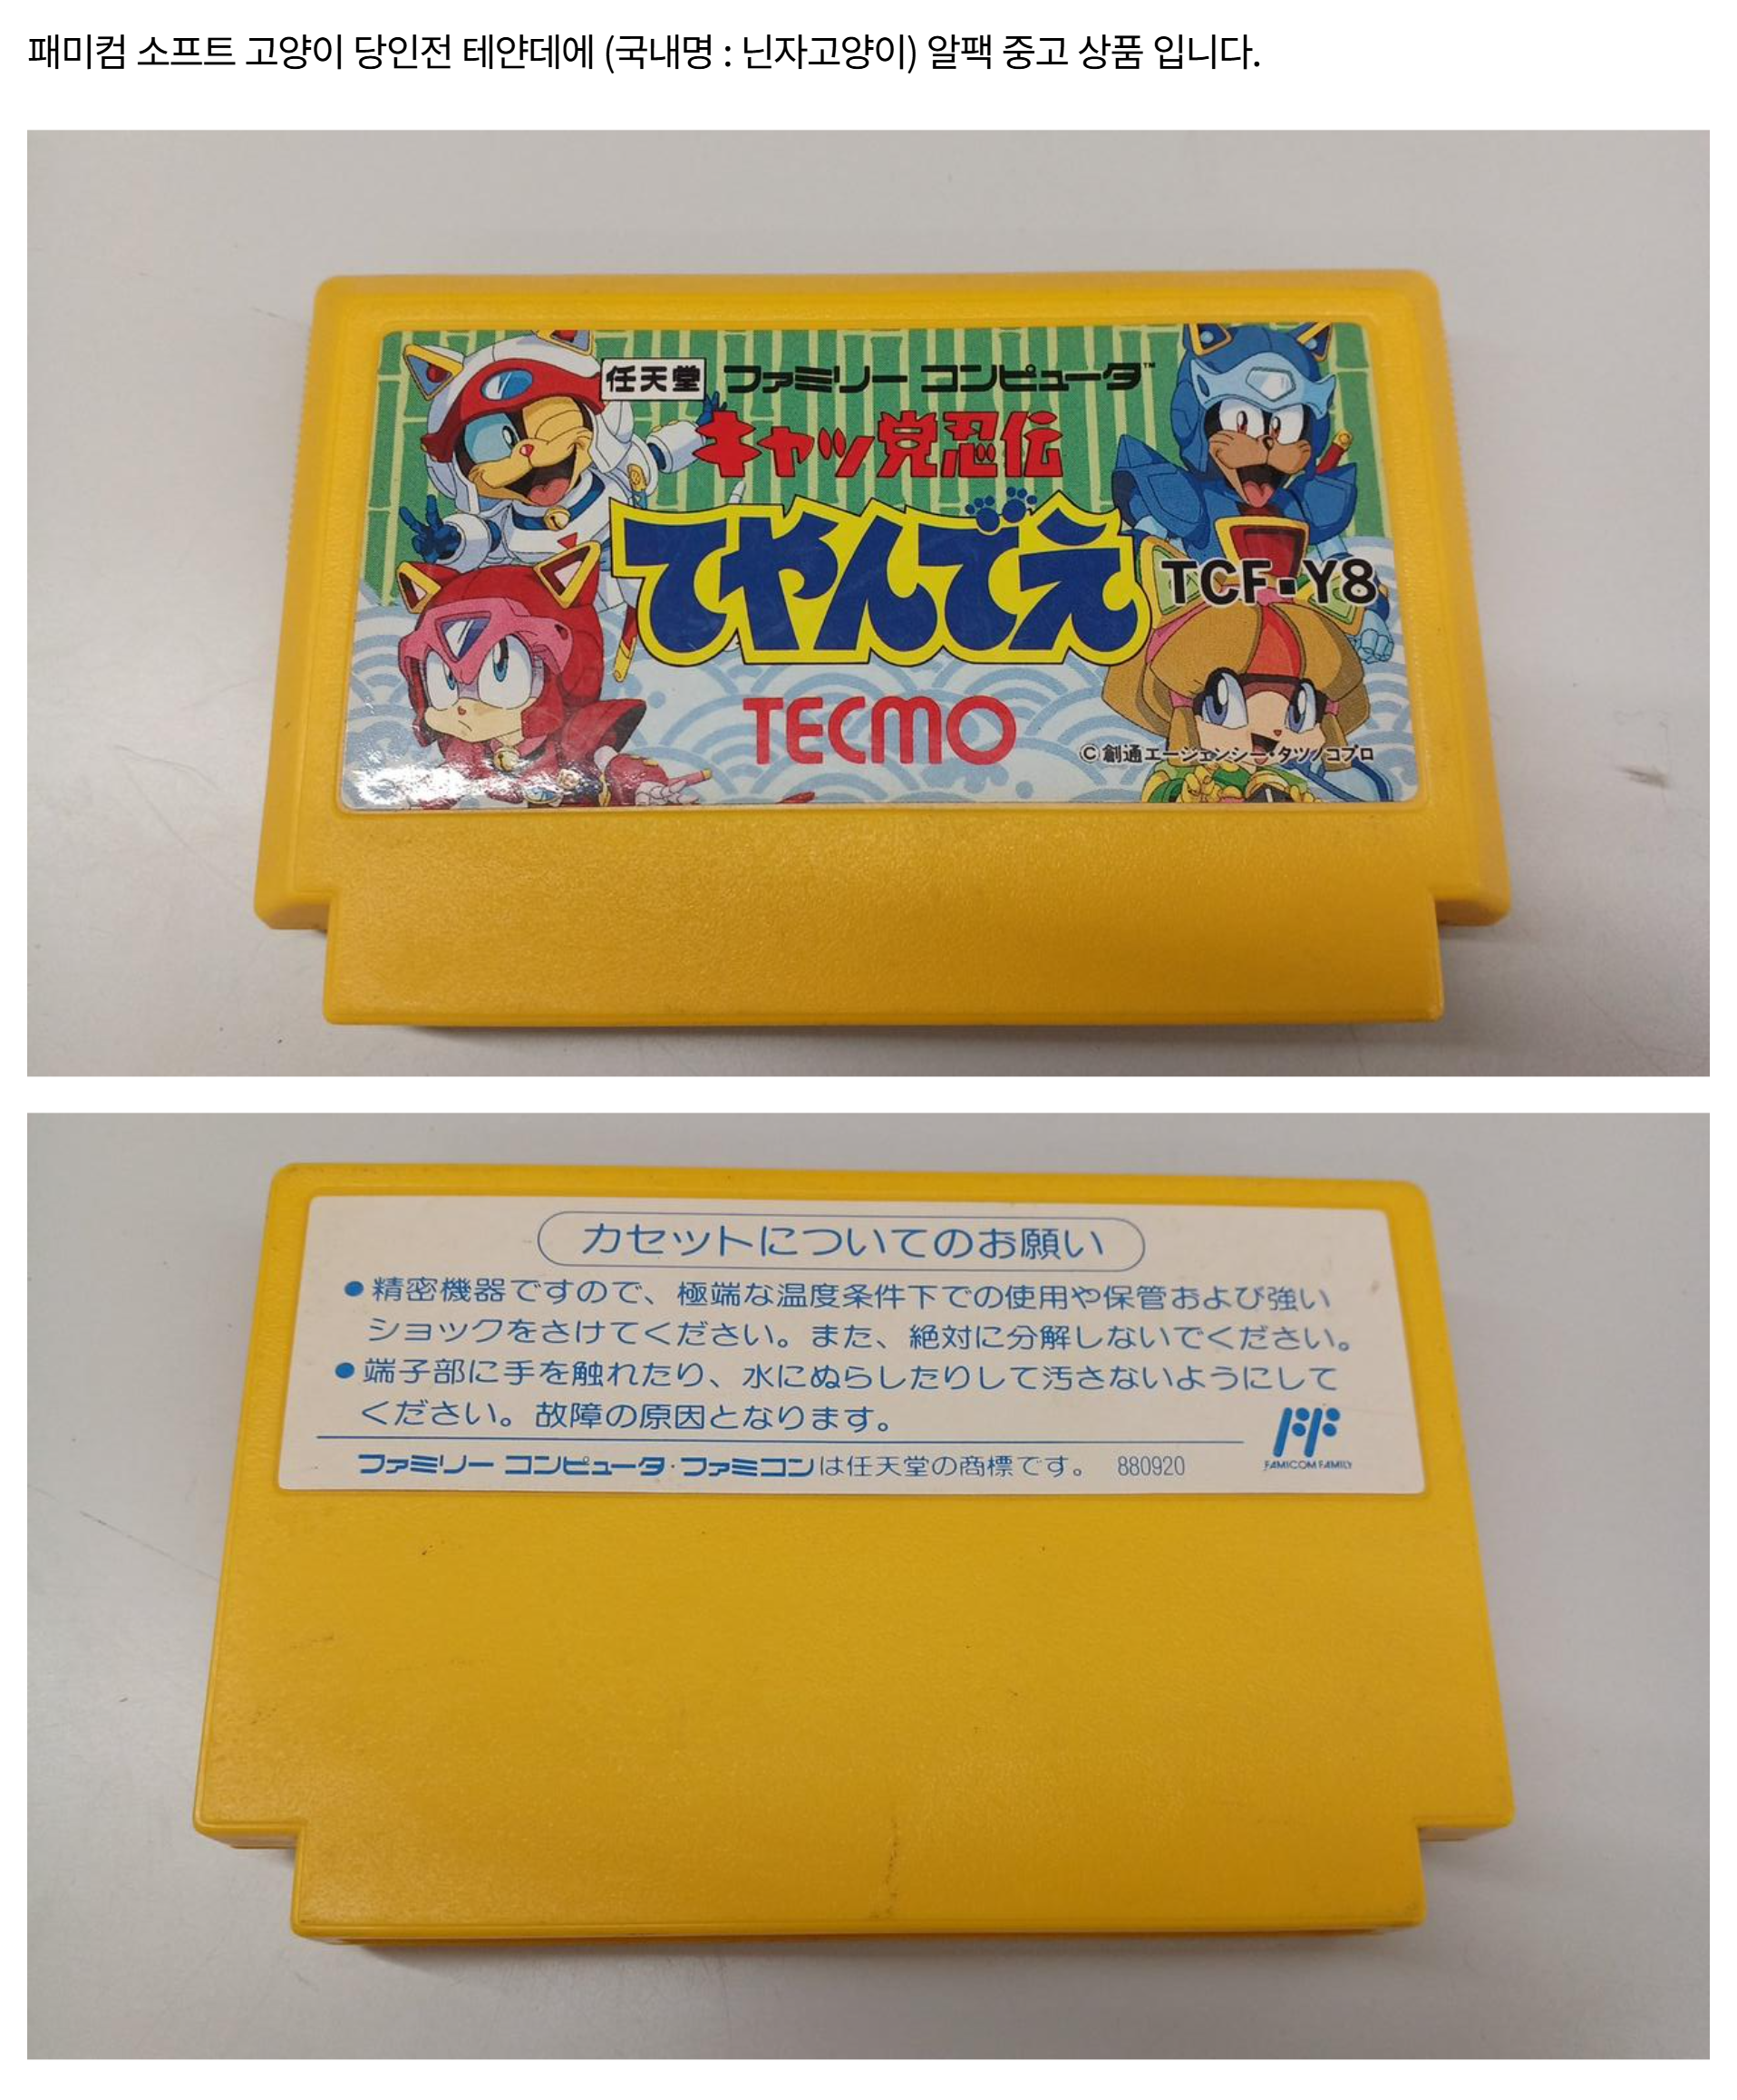 패미컴 소프트 고양이 당인전 테얀데에 (국내명 : 닌자고양이) 알팩 중고 상품 입니다.
任天堂 ファミリー コンピュータ™
キャッ党忍伝
てやんでえ
TCF-Y8
TECMO
©創通エージェンシー・タツノコプロ
カセットについてのお願い
●精密機器ですので、極端な温度条件下での使用や保管および強い
ショックをさけてください。また、絶対に分解しないでください。
●端子部に手を触れたり、水にぬらしたりして汚さないようにして
ください。故障の原因となります。
ファミリー コンピュータ・ファミコンは任天堂の商標です。 880920
FAMICOM FAMILY